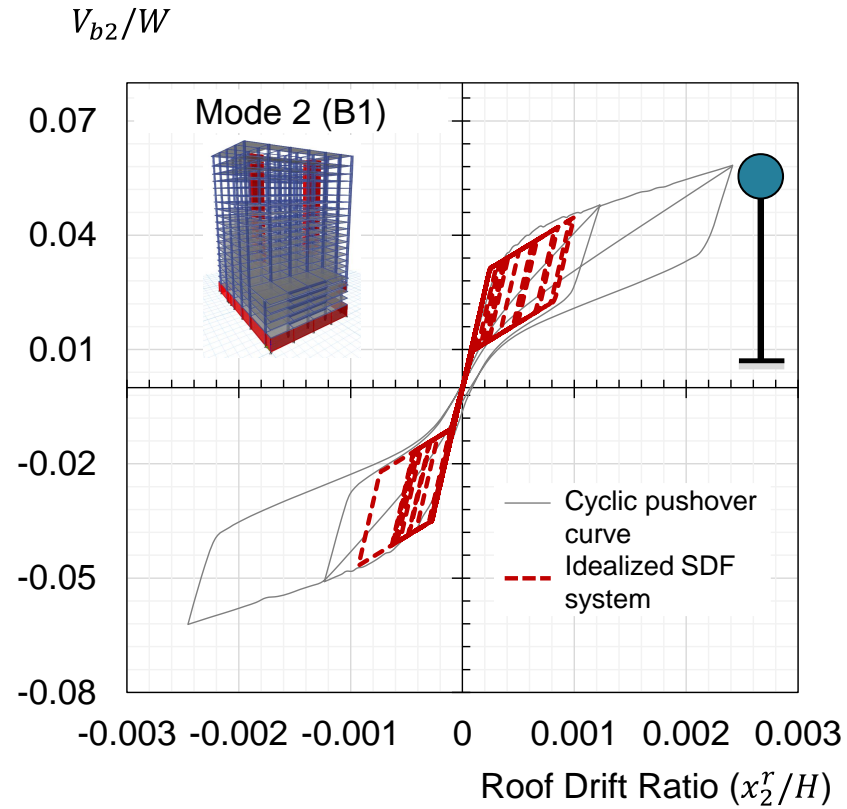 V_{b2}/W
Mode 2 (B1)
0.07
0.04
0.01
-0.02
-0.05
-0.08
Cyclic pushover
curve
Idealized SDF
system
-0.003 -0.002 -0.001 0 0.001 0.002 0.003
Roof Drift Ratio (x_2^r/H)